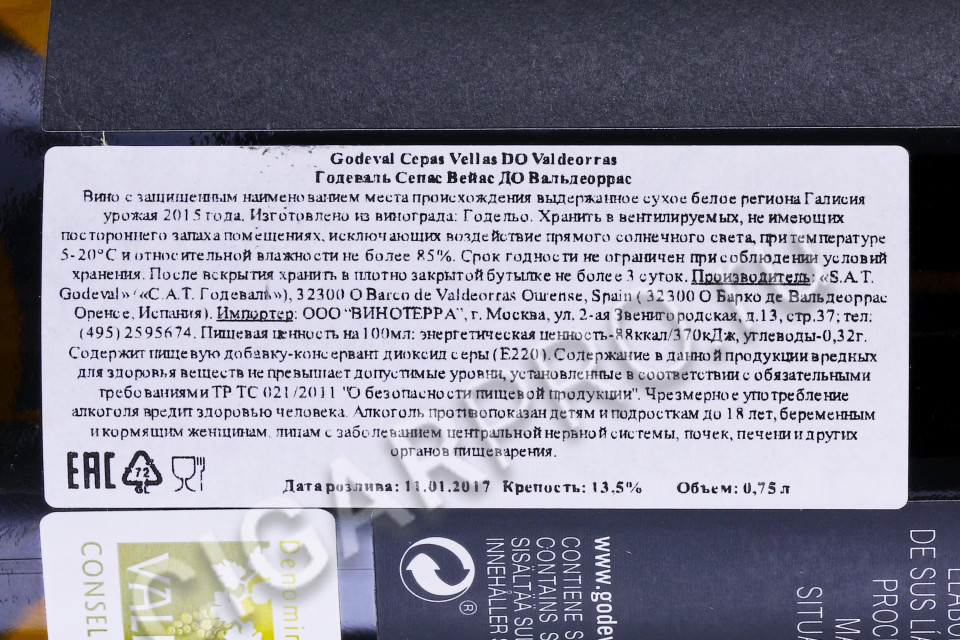 Godeval Cepas Vellas DO Valdeorras
Годеваль Сепас Вейас ДО Вальдеоррас
Вино с защищенным наименованием места происхождения выдержанное сухое белое региона Галисия
урожая 2015 года. Изготовлено из винограда: Годельо. Хранить в вентилируемых, не имеющих
постороннего запаха помещениях, исключающих воздействие прямого солнечного света, при температуре
5-20°С и относительной влажности не более 85%. Срок годности не ограничен при соблюдении условий
хранения. После вскрытия хранить в плотно закрытой бутылке не более 3 суток. Производитель: «S.A.T.
Godeval» («С.А.Т. Годеваль»), 32300 O Barco de Valdeorras Ourense, Spain ( 32300 О Барко де Вальдеоррас
Оренсе, Испания). Импортер: ООО "ВИНОТЕРРА", г. Москва, ул. 2-ая Звенигородская, д.13, стр.37; тел:
(495) 2595674. Пищевая ценность на 100мл: энергетическая ценность-88ккал/370кДж, углеводы-0,32г.
Содержит пищевую добавку-консервант диоксид серы (Е220). Содержание в данной продукции вредных
для здоровья веществ не превышает допустимые уровни, установленные в соответствии с обязательными
требованиями ТР ТС 021/2011 "О безопасности пищевой продукции". Чрезмерное употребление
алкоголя вредит здоровью человека. Алкоголь противопоказан детям и подросткам до 18 лет, беременным
и кормящим женщинам, лицам с заболеванием центральной нервной системы, почек, печени и других
органов пищеварения.
EAC 72 GL
Дата розлива: 11.01.2017 Крепость: 13,5% Объем: 0,75 л
Denomin
VAL
CONSEL
®
www.gode
CONTIENE S
CONTAINS S
SISÄLTÄÄ SU
INNEHÅLLER S
ELAB
DE SUS LÍA
PROC
MA
SITU